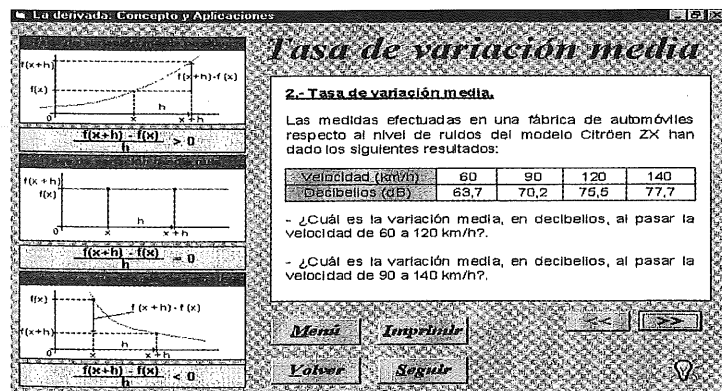 La derivada: Concepto y Aplicaciones
Tasa de variación media
f(x+h)
f(x)
f(x+h)-f(x)
h
0
x
x+h
f(x+h) - f(x)
h
> 0
f(x+h)
f(x)
0
h
x
x+h
f(x+h) - f(x)
h
= 0
f(x)
f(x+h)-f(x)
f(x+h)
h
0
x
x+h
f(x+h) - f(x)
h
< 0
2.- Tasa de variación media.
Las medidas efectuadas en una fábrica de automóviles
respecto al nivel de ruidos del modelo Citröen ZX han
dado los siguientes resultados:
Velocidad (km/h) 60 90 120 140
Decibelios (dB) 63,7 70,2 75,5 77,7
- ¿Cuál es la variación media, en decibelios, al pasar la
velocidad de 60 a 120 km/h?.
- ¿Cuál es la variación media, en decibelios, al pasar la
velocidad de 90 a 140 km/h?.
Menú Imprimir << >>
Volver Seguir